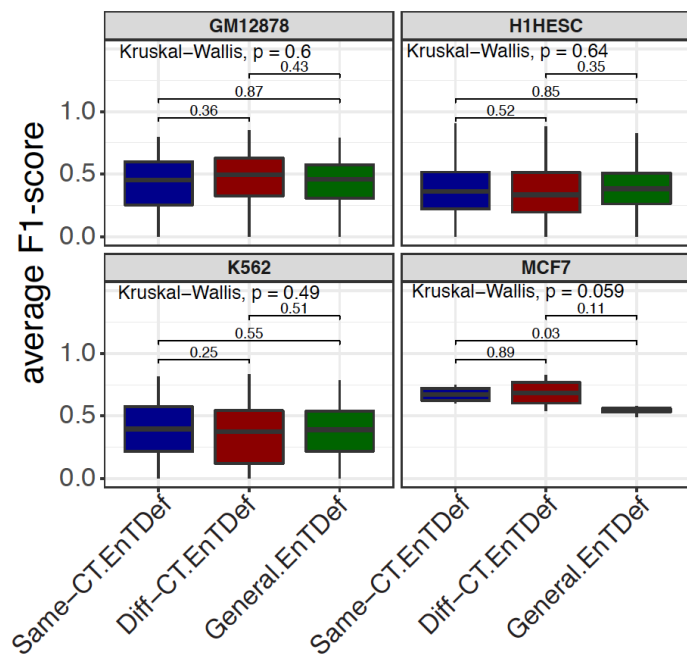 GM12878
H1HESC
Kruskal−Wallis, p = 0.6
0.43
0.87
0.36
Kruskal−Wallis, p = 0.64
0.35
0.85
0.52
1.0
0.5
0.0
K562
MCF7
Kruskal−Wallis, p = 0.49
0.51
0.55
0.25
Kruskal−Wallis, p = 0.059
0.11
0.03
0.89
1.0
0.5
0.0
average F1−score
Same−CT.EnTDef
Diff−CT.EnTDef
General.EnTDef
Same−CT.EnTDef
Diff−CT.EnTDef
General.EnTDef